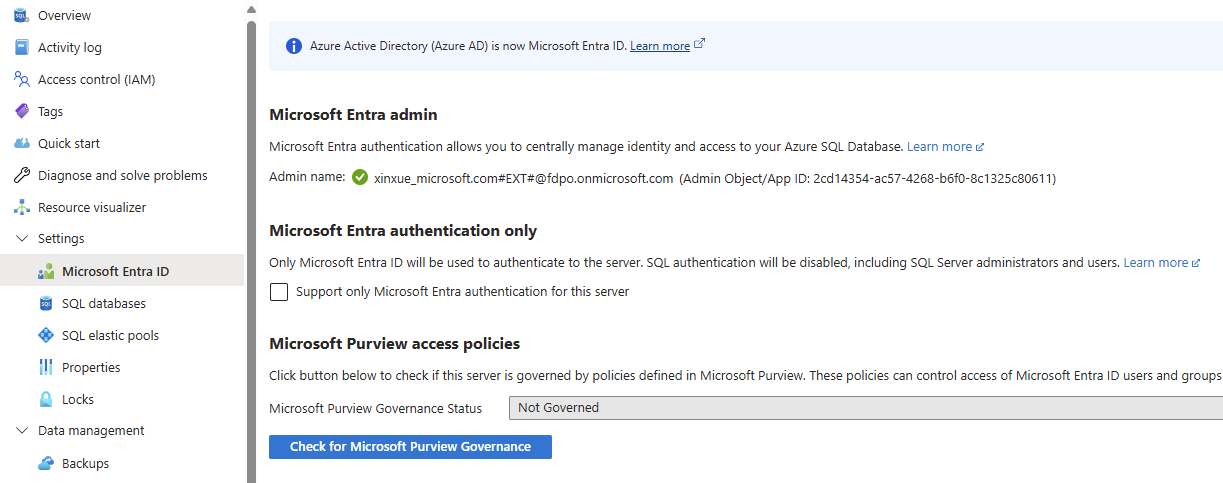 Overview
Activity log
Access control (IAM)
Tags
Quick start
Diagnose and solve problems
Resource visualizer
Settings
Microsoft Entra ID
SQL databases
SQL elastic pools
Properties
Locks
Data management
Backups
Azure Active Directory (Azure AD) is now Microsoft Entra ID. Learn more
Microsoft Entra admin
Microsoft Entra authentication allows you to centrally manage identity and access to your Azure SQL Database. Learn more
Admin name: xinxue_microsoft.com#EXT#@fdpo.onmicrosoft.com (Admin Object/App ID: 2cd14354-ac57-4268-b6f0-8c1325c80611)
Microsoft Entra authentication only
Only Microsoft Entra ID will be used to authenticate to the server. SQL authentication will be disabled, including SQL Server administrators and users. Learn more
Support only Microsoft Entra authentication for this server
Microsoft Purview access policies
Click button below to check if this server is governed by policies defined in Microsoft Purview. These policies can control access of Microsoft Entra ID users and groups
Microsoft Purview Governance Status Not Governed
Check for Microsoft Purview Governance